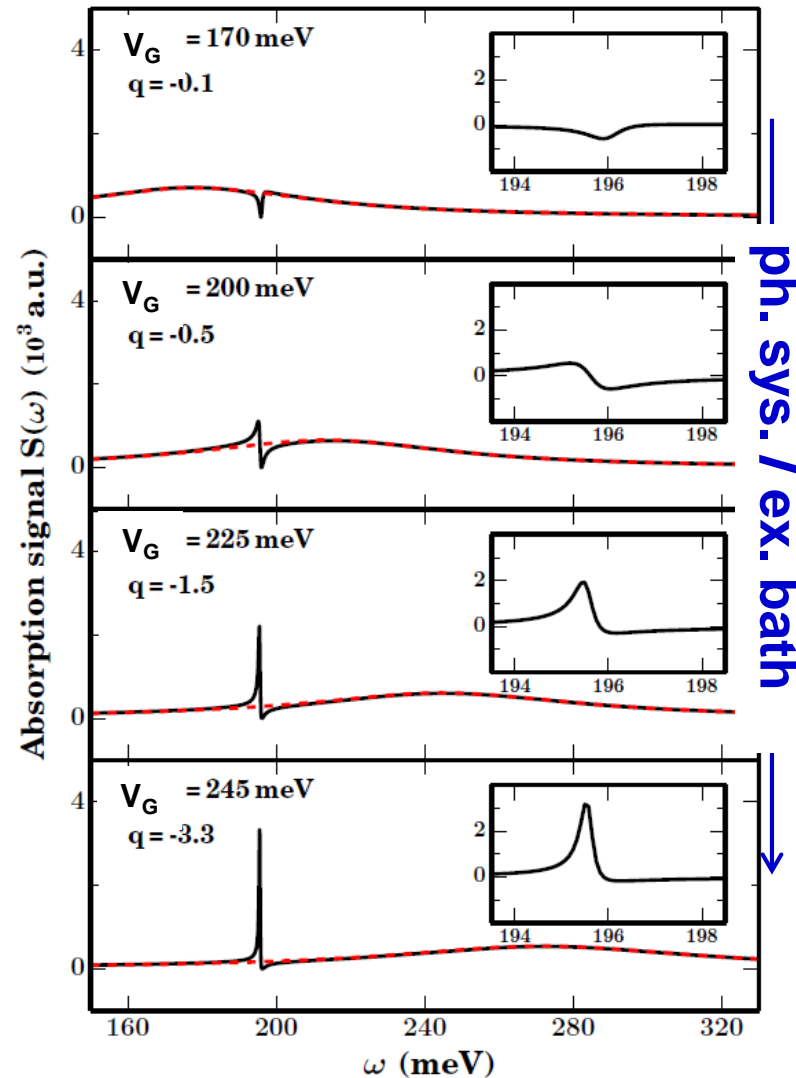 V_G = 170 meV
q = -0.1
4
0
2
0
194 196 198
V_G = 200 meV
q = -0.5
4
0
2
0
194 196 198
V_G = 225 meV
q = -1.5
4
0
2
0
194 196 198
V_G = 245 meV
q = -3.3
4
0
2
0
194 196 198
160 200 240 280 320
ω (meV)
Absorption signal S(ω) (10³ a.u.)
ph. sys. / ex. bath